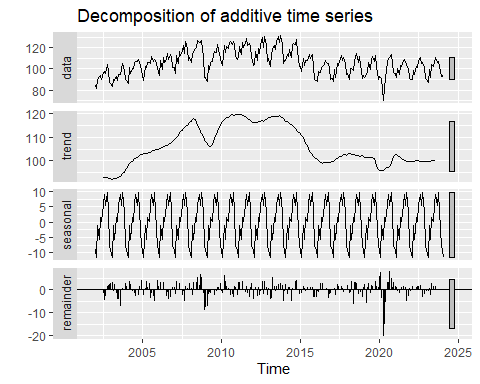 Decomposition of additive time series
data
120
100
80
trend
120
110
100
seasonal
10
5
0
-5
-10
remainder
0
-10
-20
2005 2010 2015 2020 2025
Time